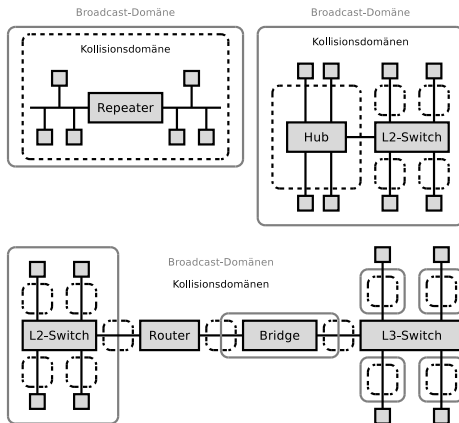 Broadcast-Domäne
Broadcast-Domäne
Kollisionsdomäne
Kollisionsdomänen
Repeater
Hub
L2-Switch
Broadcast-Domänen
Kollisionsdomänen
L2-Switch
Router
Bridge
L3-Switch